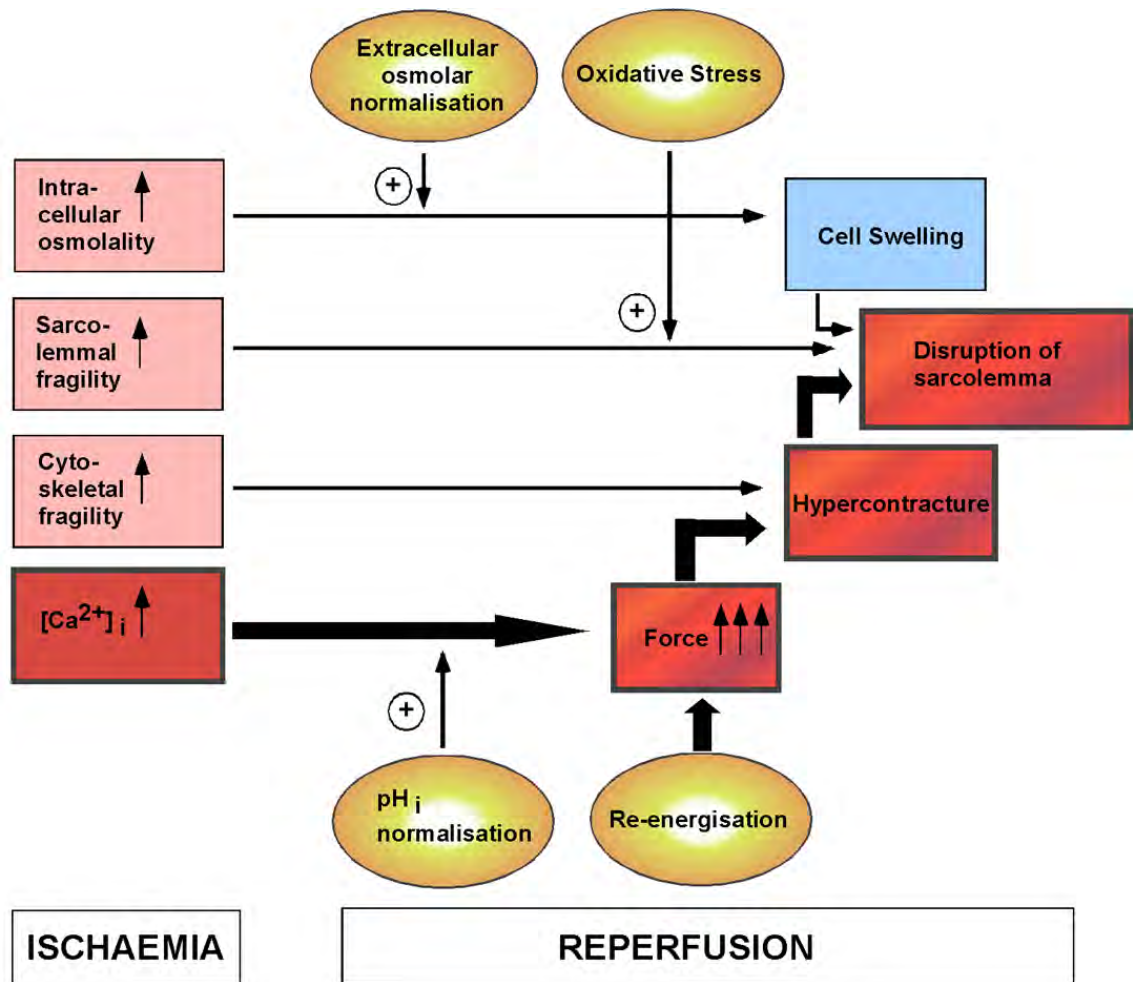 Extracellular
osmolar
normalisation
Oxidative Stress
+
Intra-
cellular
osmolality
Cell Swelling
+
Sarco-
lemmal
fragility
Disruption of
sarcolemma
Cyto-
skeletal
fragility
Hypercontracture
[Ca2+] i
Force
+
pH i
normalisation
Re-energisation
ISCHAEMIA
REPERFUSION